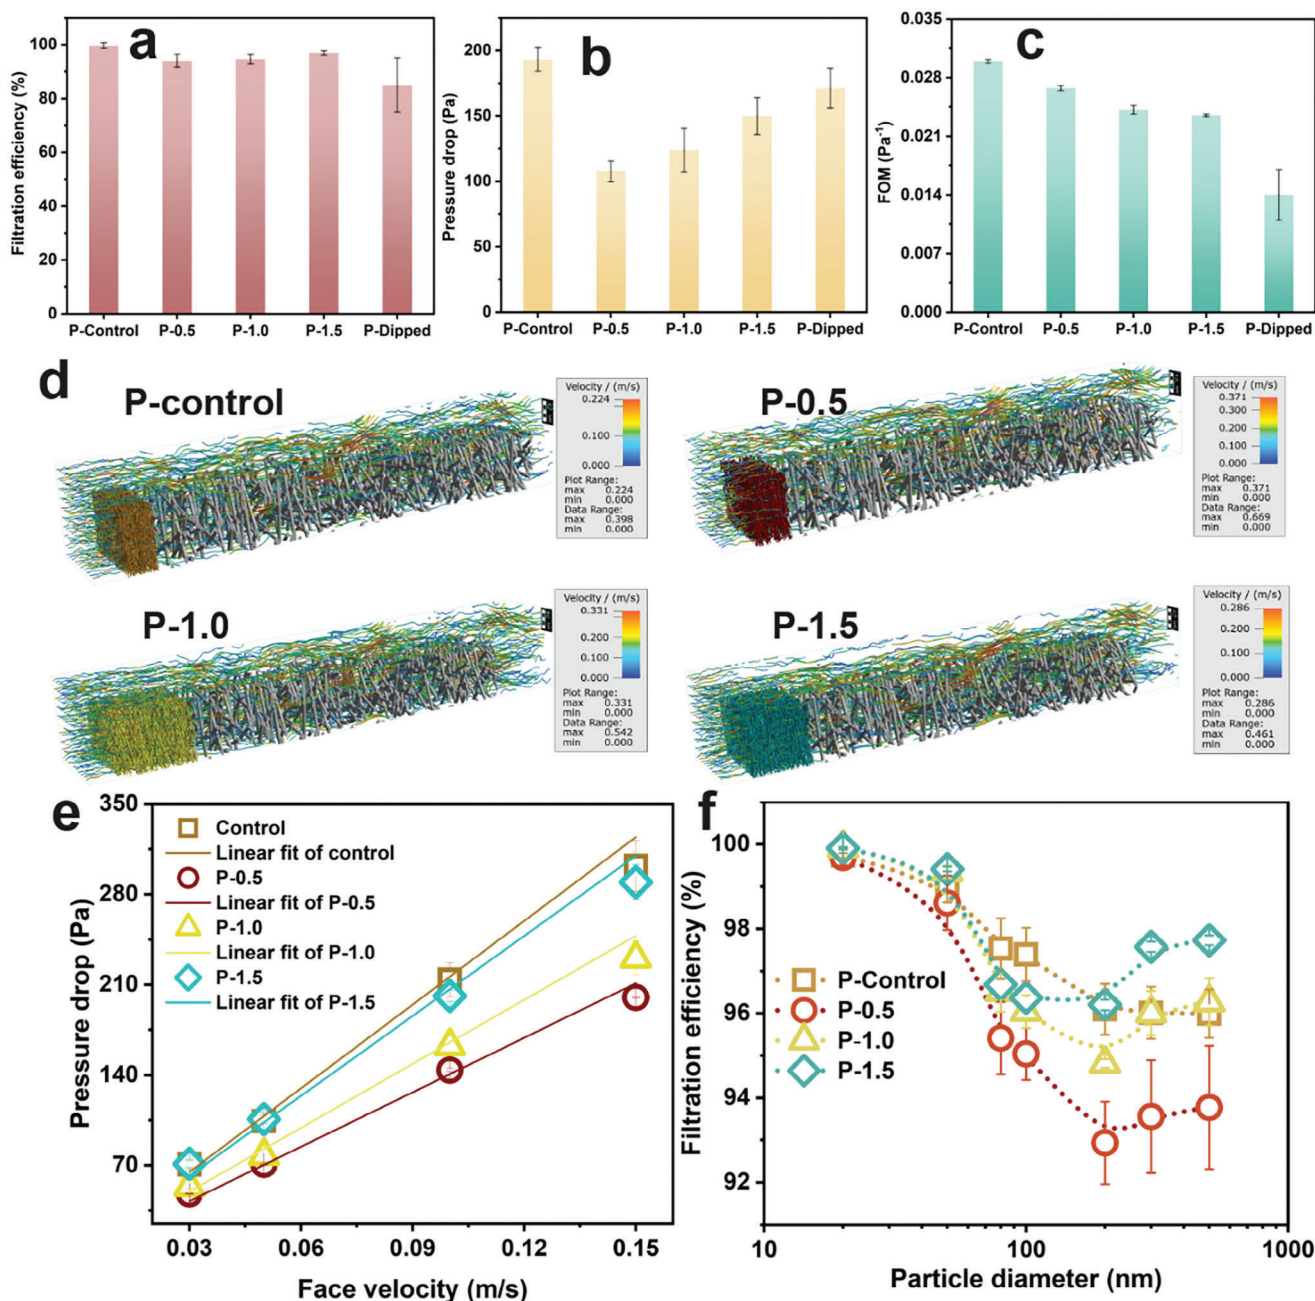 a
Filtration efficiency (%)
100
80
60
40
20
0
P-Control P-0.5 P-1.0 P-1.5 P-Dipped
b
Pressure drop (Pa)
200
150
100
50
0
P-Control P-0.5 P-1.0 P-1.5 P-Dipped
c
FOM (Pa⁻¹)
0.035
0.028
0.021
0.014
0.007
0.000
P-Control P-0.5 P-1.0 P-1.5 P-Dipped
d
P-control
Velocity / (m/s)
0.224
0.100
0.000
Plot Range:
max 0.224
min 0.000
Data Range:
max 0.398
min 0.000
P-0.5
Velocity / (m/s)
0.371
0.300
0.200
0.100
0.000
Plot Range:
max 0.371
min 0.000
Data Range:
max 0.669
min 0.000
P-1.0
Velocity / (m/s)
0.331
0.200
0.100
0.000
Plot Range:
max 0.331
min 0.000
Data Range:
max 0.542
min 0.000
P-1.5
Velocity / (m/s)
0.286
0.200
0.100
0.000
Plot Range:
max 0.286
min 0.000
Data Range:
max 0.461
min 0.000
e
Pressure drop (Pa)
350
280
210
140
70
Control
Linear fit of control
P-0.5
Linear fit of P-0.5
P-1.0
Linear fit of P-1.0
P-1.5
Linear fit of P-1.5
0.03 0.06 0.09 0.12 0.15
Face velocity (m/s)
f
Filtration efficiency (%)
100
98
96
94
92
P-Control
P-0.5
P-1.0
P-1.5
10 100 1000
Particle diameter (nm)